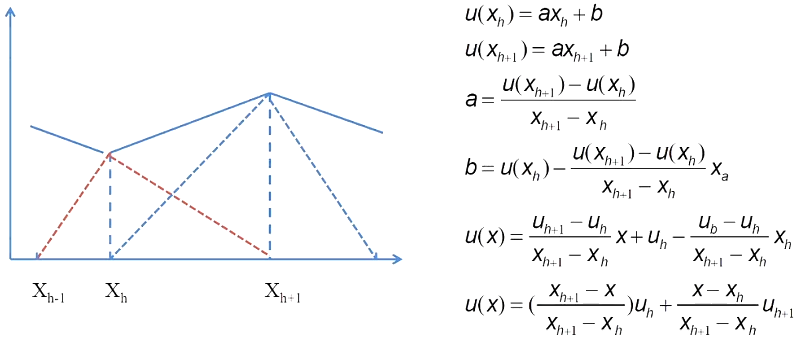 u(x_h) = ax_h + b
u(x_{h+1}) = ax_{h+1} + b
a = \frac{u(x_{h+1}) - u(x_h)}{x_{h+1} - x_h}
b = u(x_h) - \frac{u(x_{h+1}) - u(x_h)}{x_{h+1} - x_h} x_a
u(x) = \frac{u_{h+1} - u_h}{x_{h+1} - x_h} x + u_h - \frac{u_b - u_h}{x_{h+1} - x_h} x_h
u(x) = (\frac{x_{h+1} - x}{x_{h+1} - x_h})u_h + \frac{x - x_h}{x_{h+1} - x_h} u_{h+1}
X_{h-1} X_h X_{h+1}